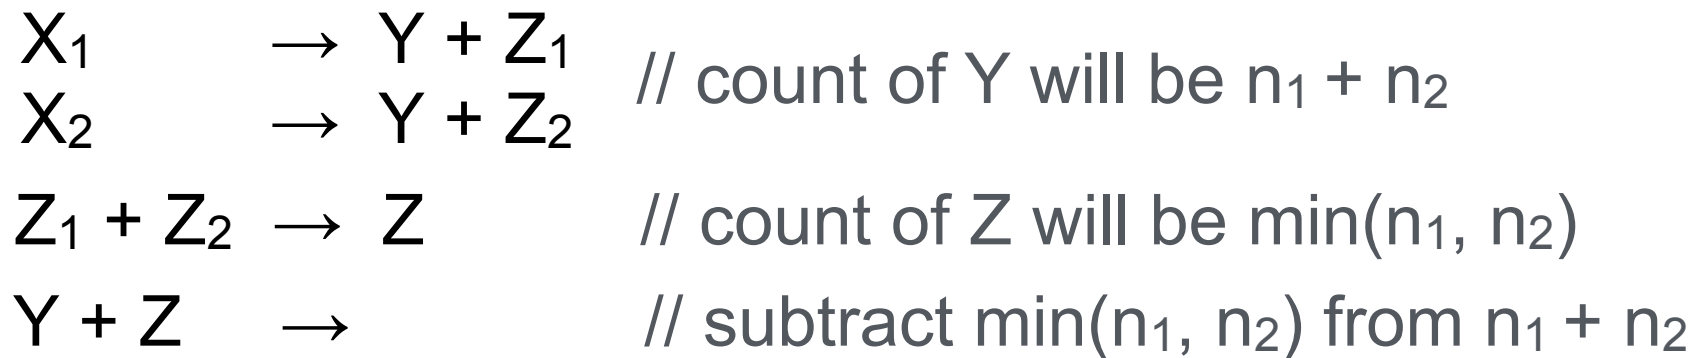 X₁ → Y + Z₁
// count of Y will be n₁ + n₂
X₂ → Y + Z₂
Z₁ + Z₂ → Z // count of Z will be min(n₁, n₂)
Y + Z → // subtract min(n₁, n₂) from n₁ + n₂